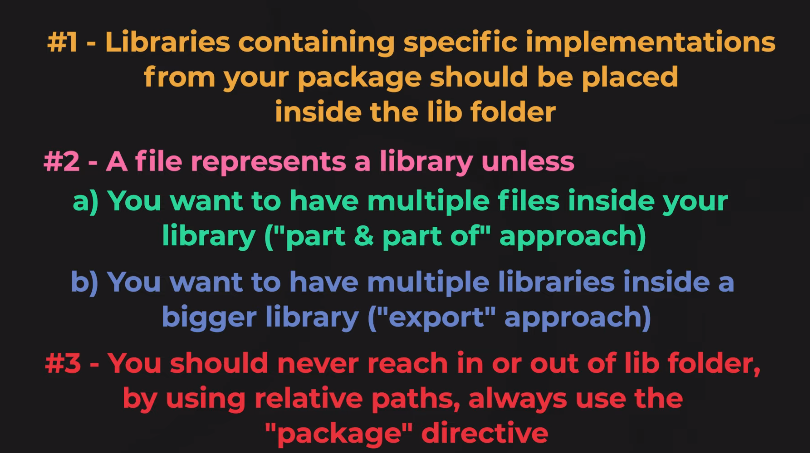 #1 - Libraries containing specific implementations
from your package should be placed
inside the lib folder
#2 - A file represents a library unless
a) You want to have multiple files inside your
library ("part & part of" approach)
b) You want to have multiple libraries inside a
bigger library ("export" approach)
#3 - You should never reach in or out of lib folder,
by using relative paths, always use the
"package" directive